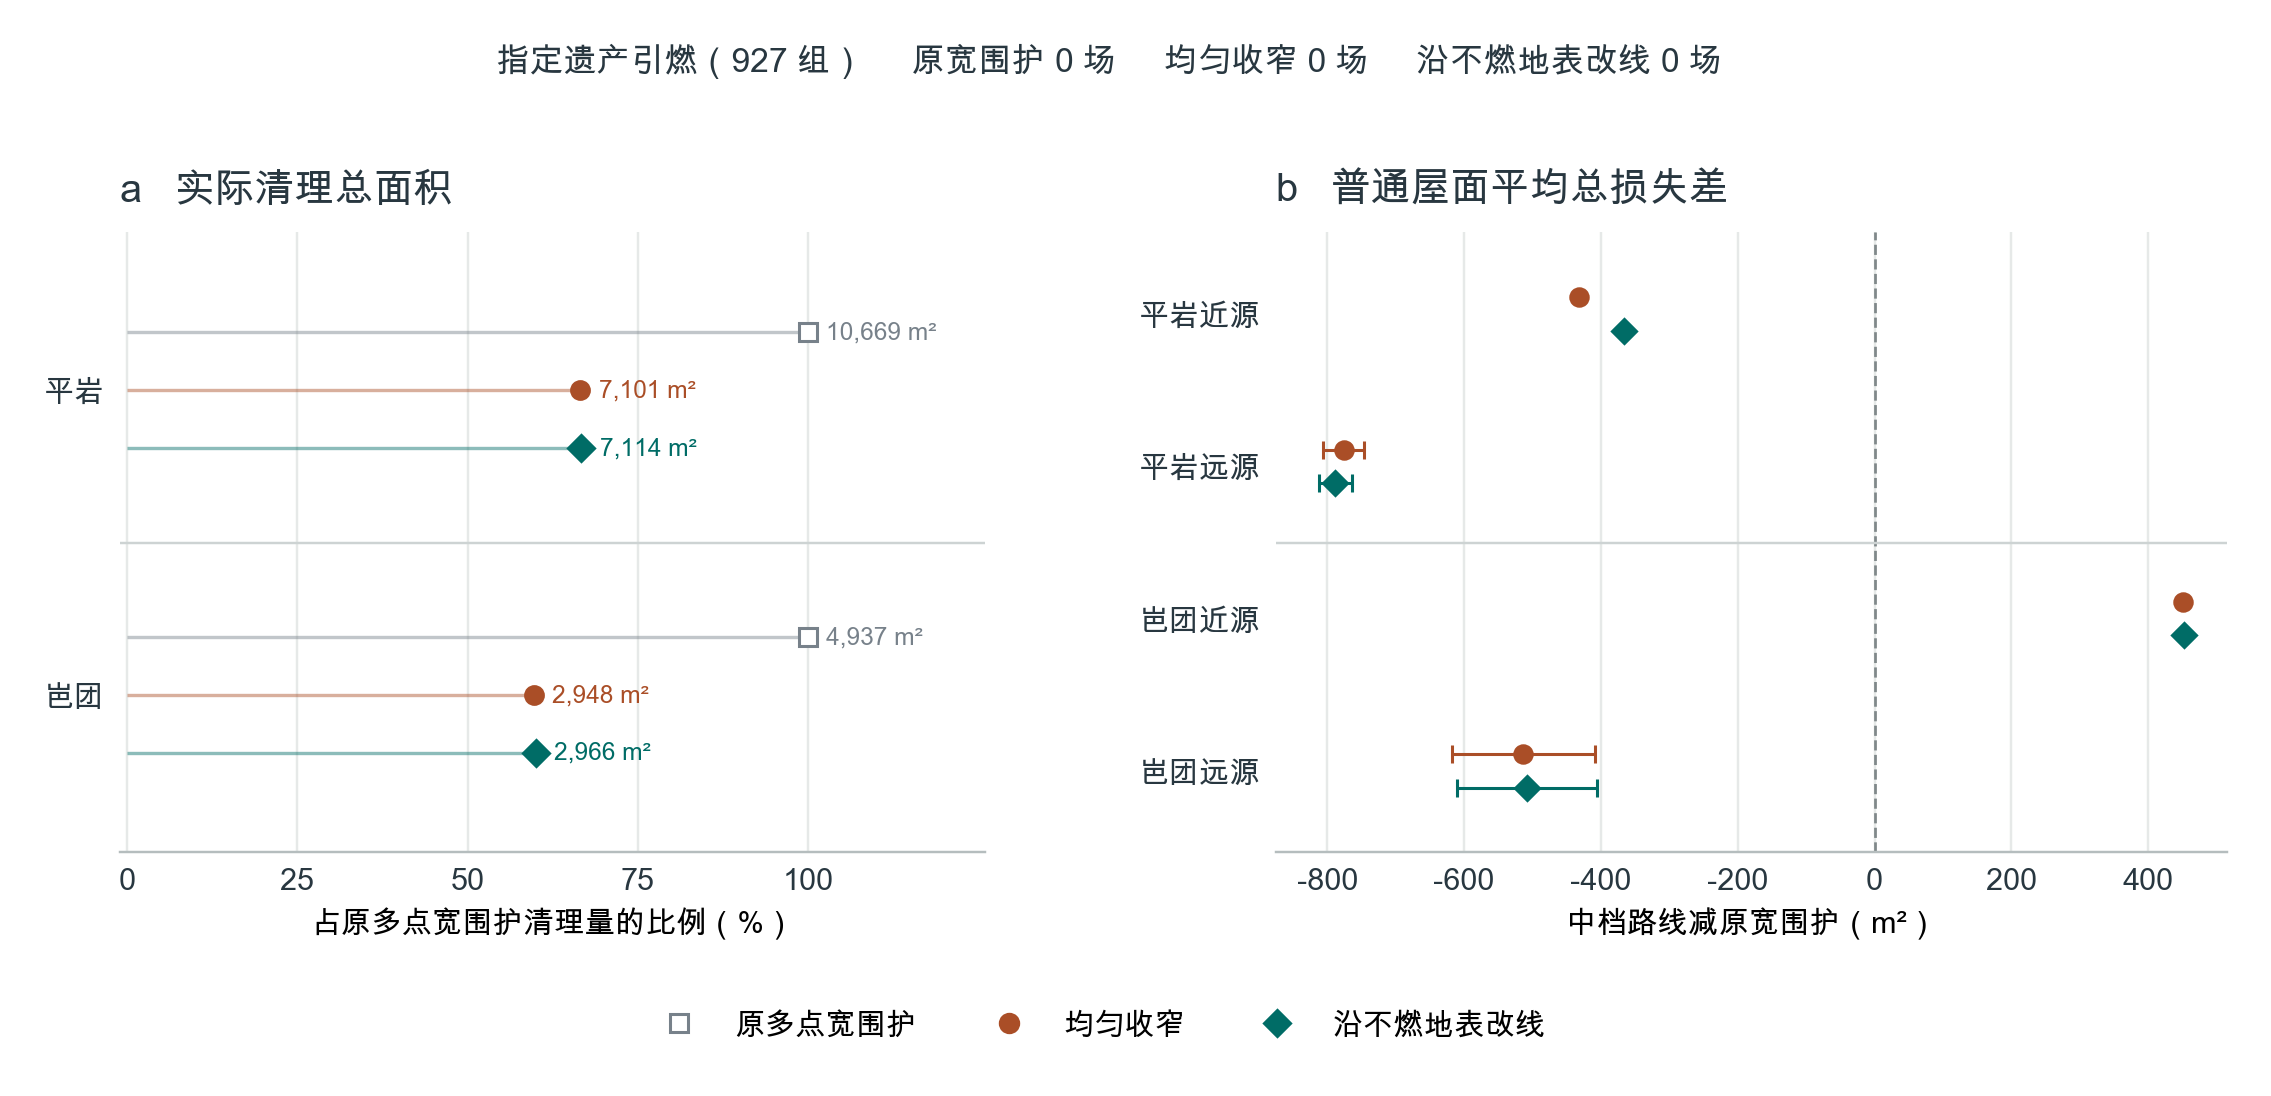 指定遗产引燃（927 组） 原宽围护 0 场 均匀收窄 0 场 沿不燃地表改线 0 场
a 实际清理总面积
平岩
10,669 m²
7,101 m²
7,114 m²
岜团
4,937 m²
2,948 m²
2,966 m²
0 25 50 75 100
占原多点宽围护清理量的比例（%）
b 普通屋面平均总损失差
平岩近源
平岩远源
岜团近源
岜团远源
-800 -600 -400 -200 0 200 400
中档路线减原宽围护（m²）
原多点宽围护 均匀收窄 沿不燃地表改线